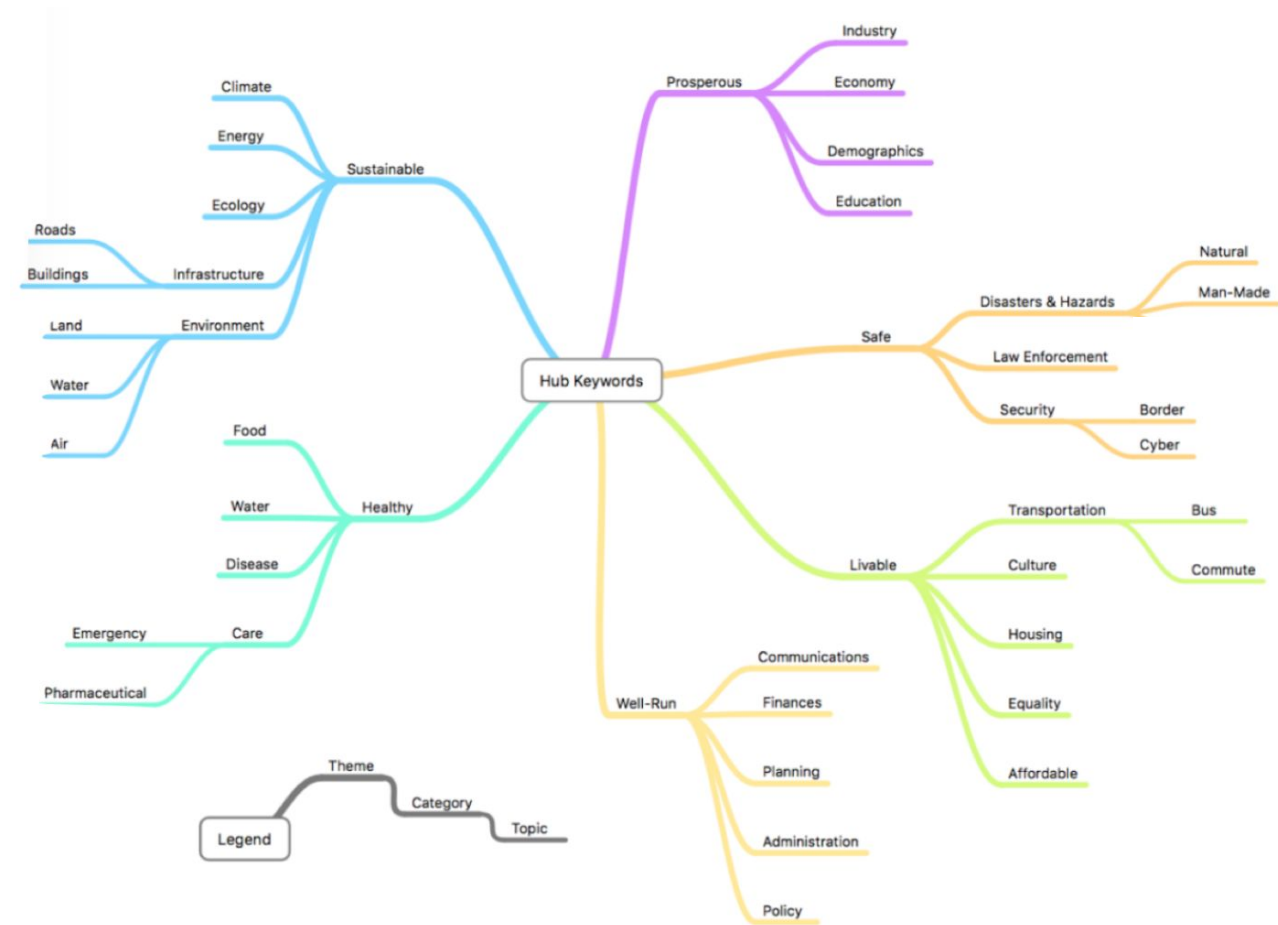 Industry
Prosperous
Economy
Demographics
Education
Climate
Energy
Sustainable
Ecology
Roads
Buildings
Infrastructure
Land
Environment
Water
Air
Natural
Disasters & Hazards
Man-Made
Safe
Law Enforcement
Security
Border
Cyber
Hub Keywords
Food
Water
Healthy
Disease
Emergency
Care
Pharmaceutical
Transportation
Bus
Livable
Culture
Commute
Housing
Equality
Affordable
Communications
Well-Run
Finances
Planning
Administration
Policy
Theme
Category
Topic
Legend